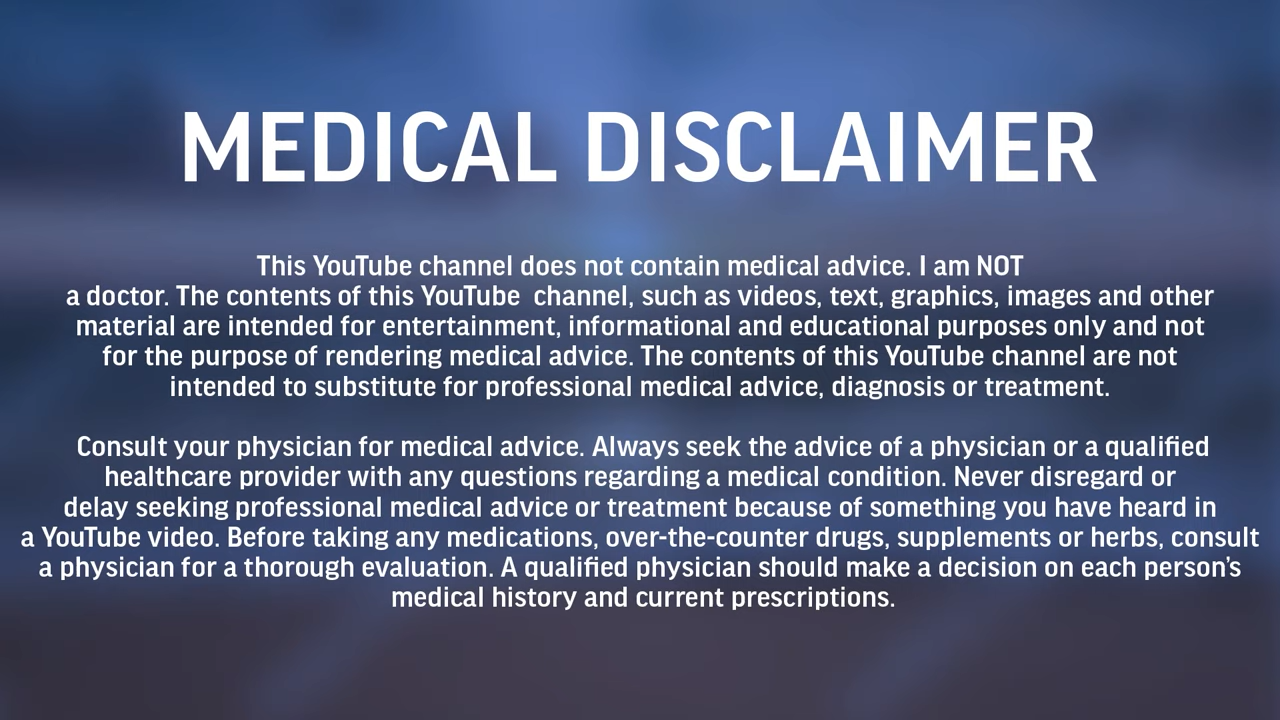 MEDICAL DISCLAIMER
This YouTube channel does not contain medical advice. I am NOT
a doctor. The contents of this YouTube  channel, such as videos, text, graphics, images and other
material are intended for entertainment, informational and educational purposes only and not
for the purpose of rendering medical advice. The contents of this YouTube channel are not
intended to substitute for professional medical advice, diagnosis or treatment.
Consult your physician for medical advice. Always seek the advice of a physician or a qualified
healthcare provider with any questions regarding a medical condition. Never disregard or
delay seeking professional medical advice or treatment because of something you have heard in
a YouTube video. Before taking any medications, over-the-counter drugs, supplements or herbs, consult
a physician for a thorough evaluation. A qualified physician should make a decision on each person’s
medical history and current prescriptions.